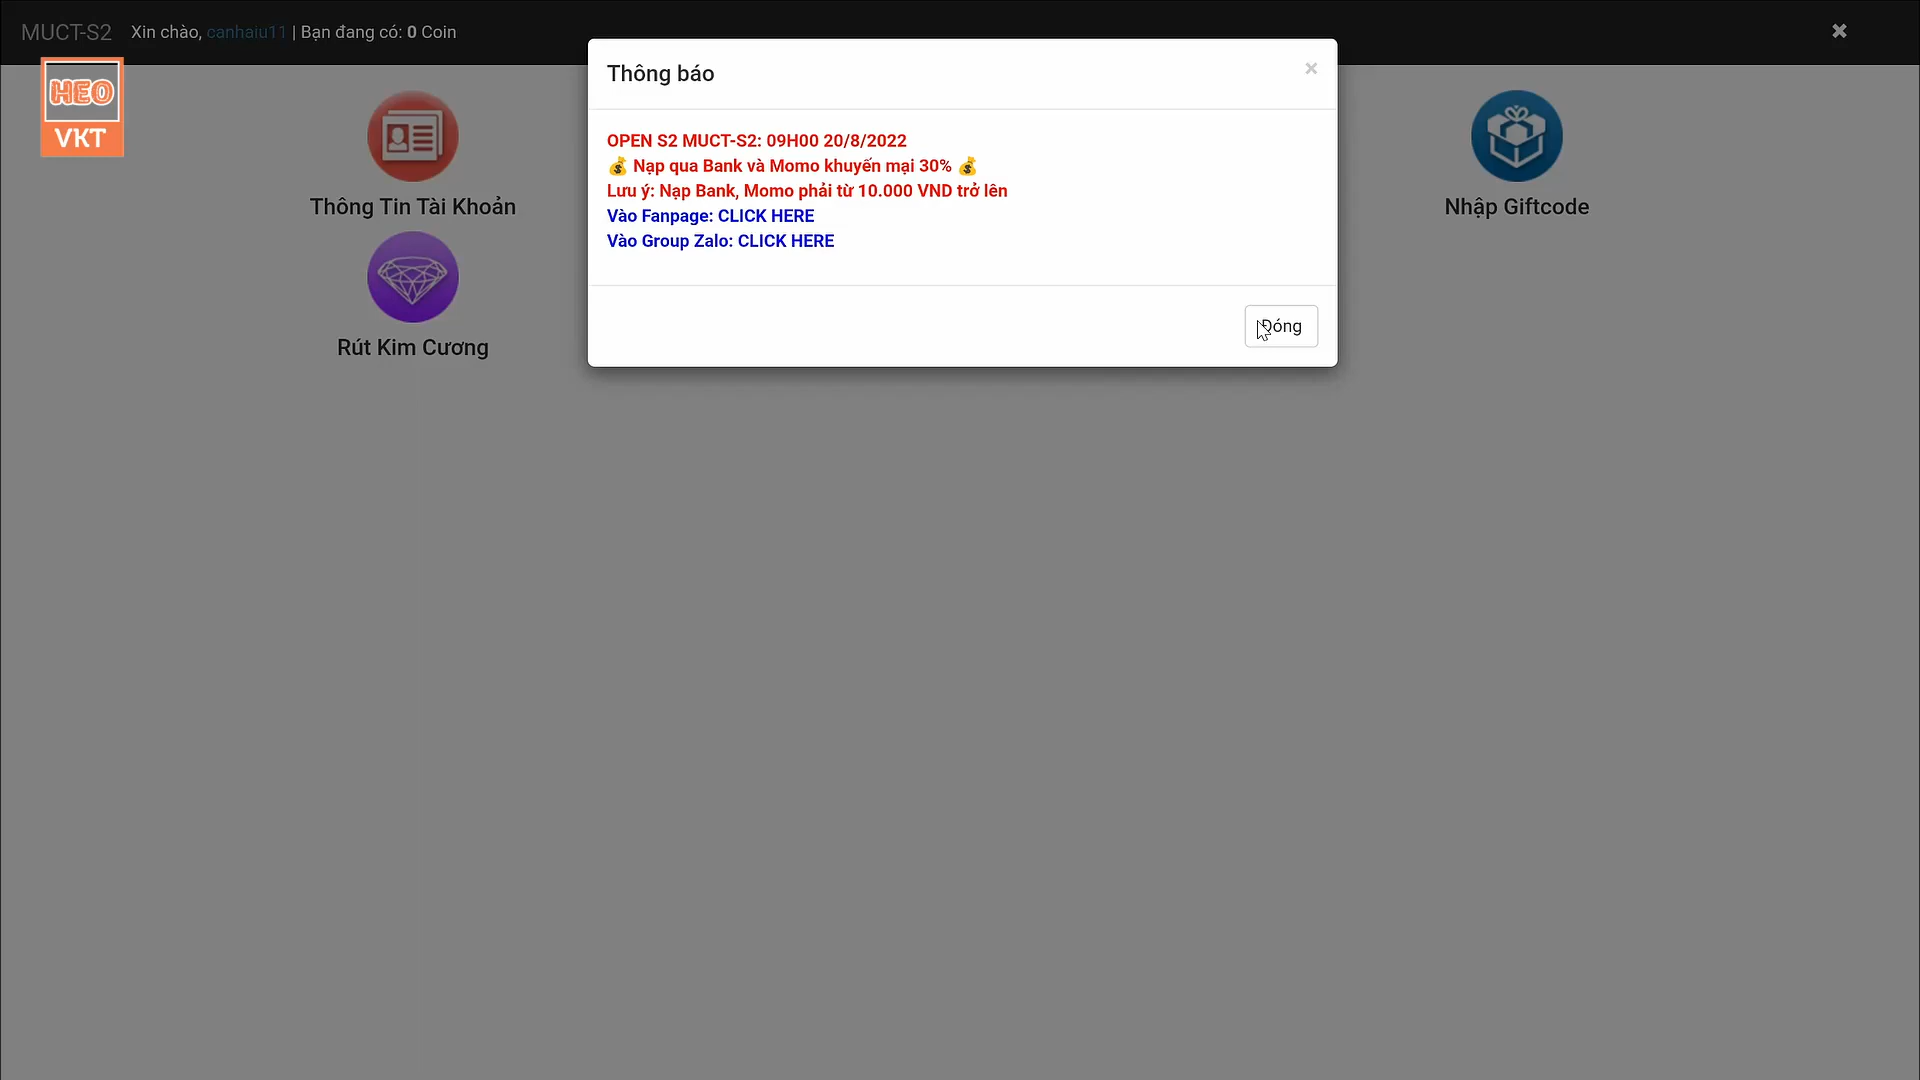 MUCT-S2 Xin chào, canhaiu11 | Bạn đang có: 0 Coin
HEO
VKT
Thông báo
OPEN S2 MUCT-S2: 09H00 20/8/2022
💰 Nạp qua Bank và Momo khuyến mại 30% 💰
Lưu ý: Nạp Bank, Momo phải từ 10.000 VND trở lên
Vào Fanpage: CLICK HERE
Vào Group Zalo: CLICK HERE
Đóng
Thông Tin Tài Khoản
Nhập Giftcode
Rút Kim Cương